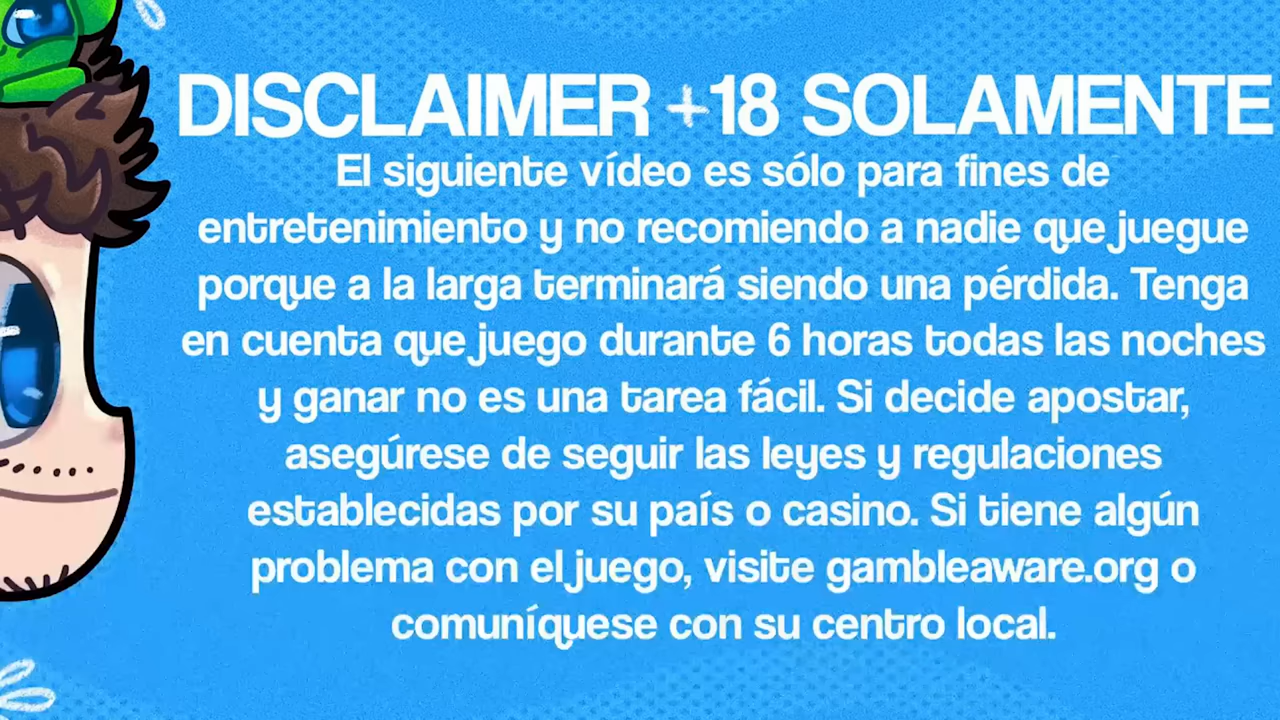 DISCLAIMER +18 SOLAMENTE
El siguiente vídeo es sólo para fines de
entretenimiento y no recomiendo a nadie que juegue
porque a la larga terminará siendo una pérdida. Tenga
en cuenta que juego durante 6 horas todas las noches
y ganar no es una tarea fácil. Si decide apostar,
asegúrese de seguir las leyes y regulaciones
establecidas por su país o casino. Si tiene algún
problema con el juego, visite gambleaware.org o
comuníquese con su centro local.